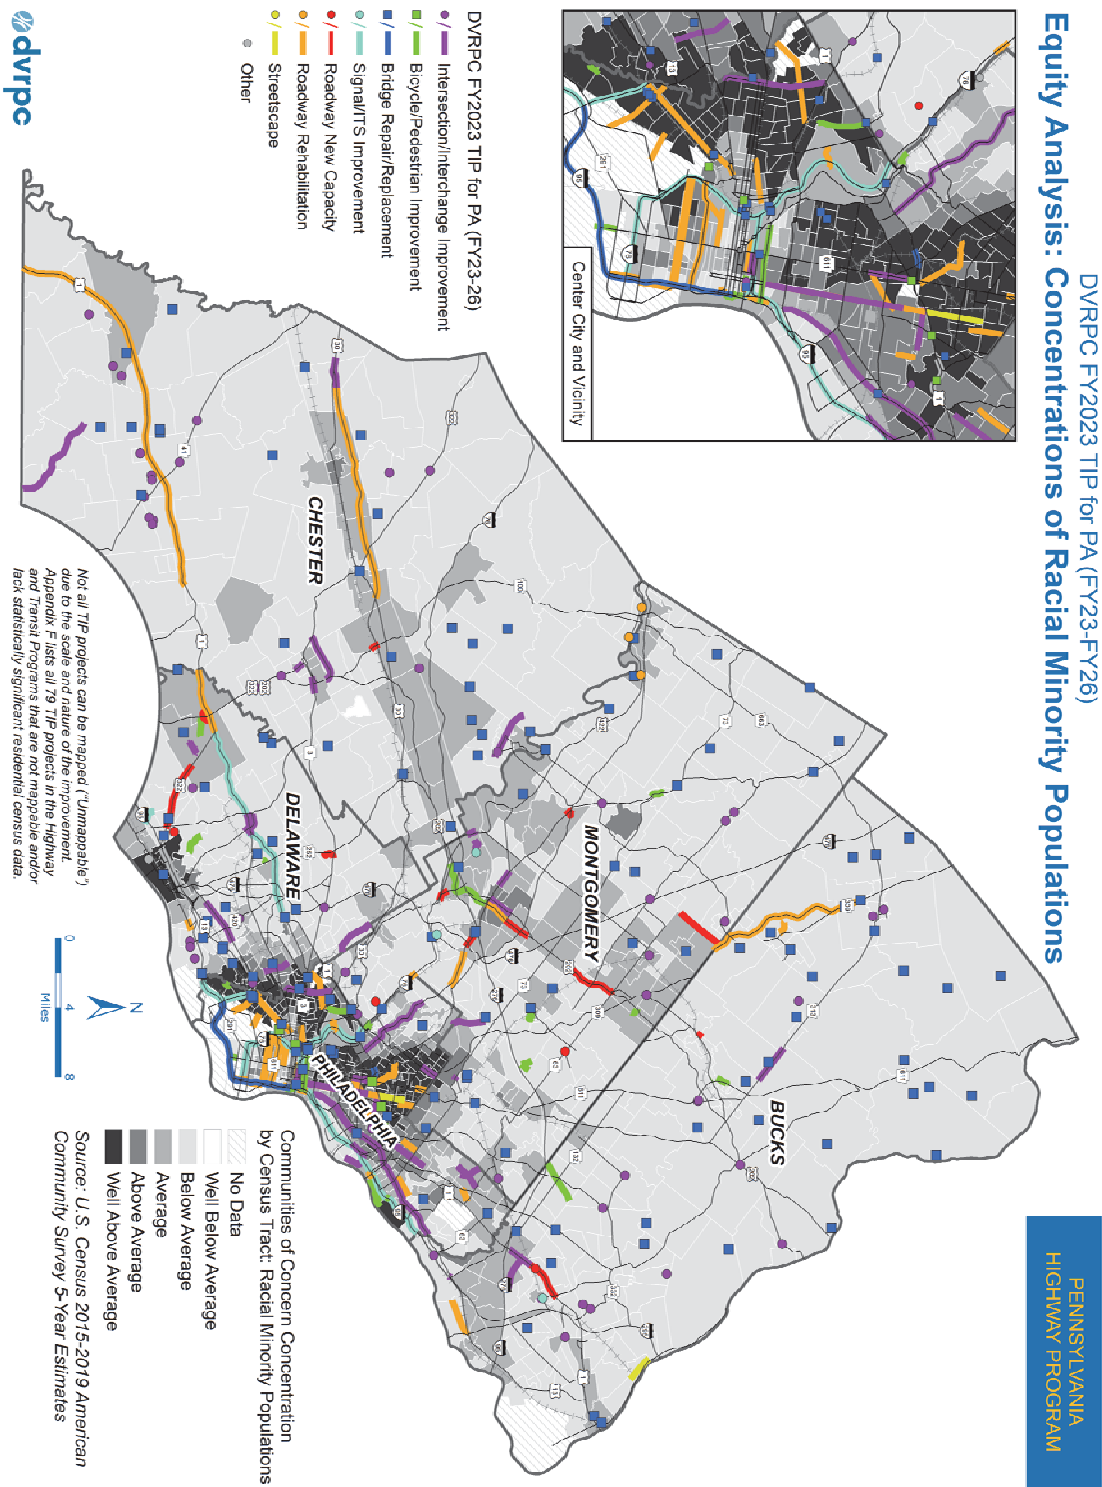 DVRPC FY2023 TIP for PA (FY23-FY26)
Equity Analysis: Concentrations of Racial Minority Populations
PENNSYLVANIA
HIGHWAY PROGRAM
Center City and Vicinity
DVRPC FY2023 TIP for PA (FY23-26)
Intersection/Interchange Improvement
Bicycle/Pedestrian Improvement
Bridge Repair/Replacement
Signal/ITS Improvement
Roadway New Capacity
Roadway Rehabilitation
Streetscape
Other
dvrpc
CHESTER
DELAWARE
MONTGOMERY
PHILADELPHIA
BUCKS
Not all TIP projects can be mapped ("Unmappable")
due to the scale and nature of the improvement.
Appendix F lists all 79 TIP projects in the Highway
and Transit Programs that are not mappable and/or
lack statistically significant residential census data.
0 4 8
Miles
N
Communities of Concern Concentration
by Census Tract: Racial Minority Populations
No Data
Well Below Average
Below Average
Average
Above Average
Well Above Average
Source: U.S. Census 2015-2019 American
Community Survey 5-Year Estimates